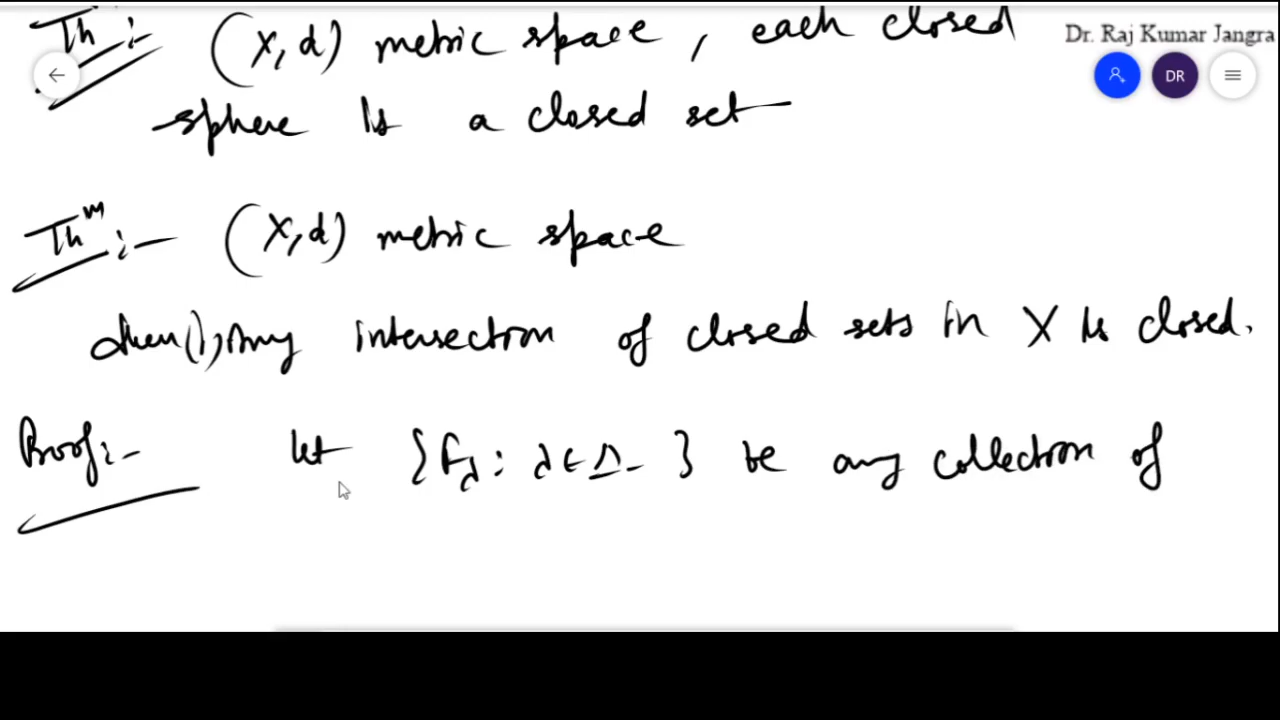 Th :- (X,d) metric space, each closed
Dr. Raj Kumar Jangra
DR
sphere is a closed set
Thm :- (X,d) metric space
then (1), Any intersection of closed sets in X is closed.
Proof:- let {Fλ : λ ∈ Δ } be any collection of